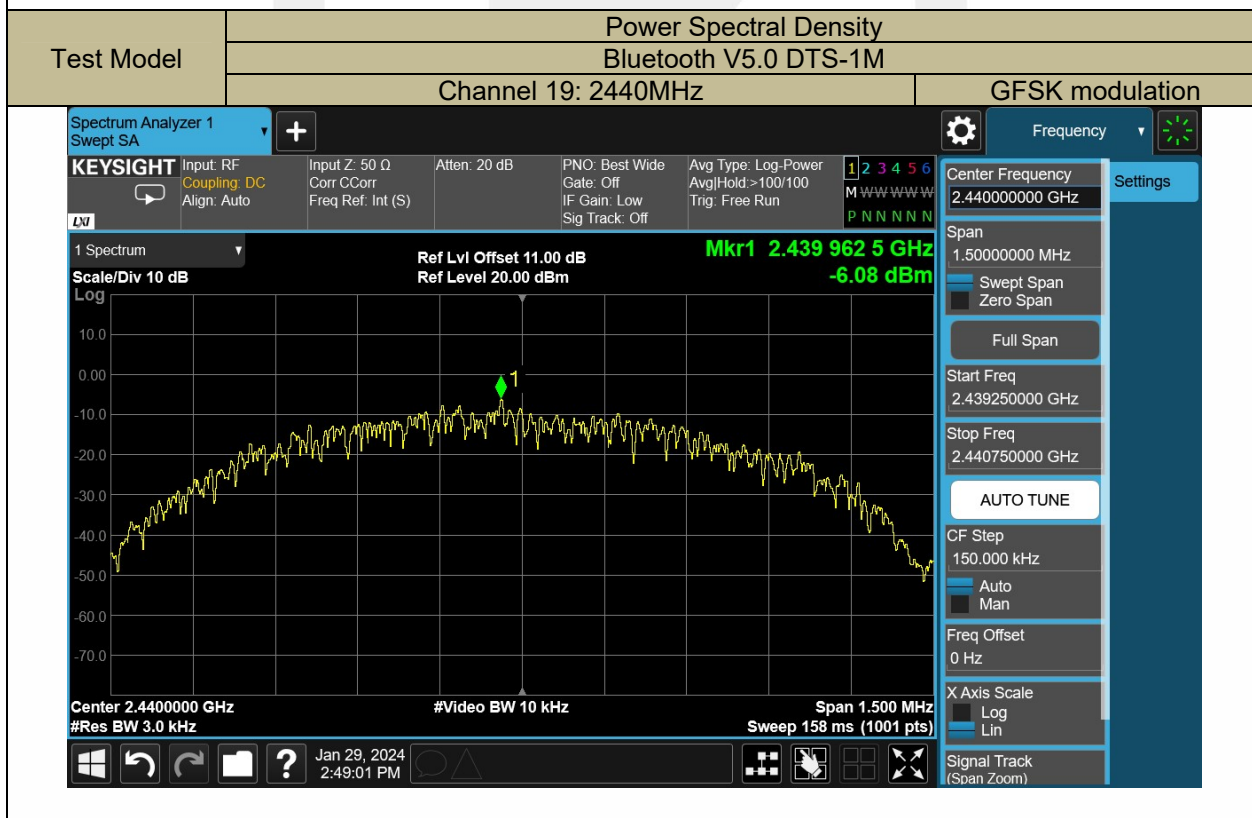 Test Model
Power Spectral Density
Bluetooth V5.0 DTS-1M
Channel 19: 2440MHz
GFSK modulation
Spectrum Analyzer 1
Swept SA
+
Frequency
KEYSIGHT
LXI
Input: RF
Coupling: DC
Align: Auto
Input Z: 50 Ω
Corr CCorr
Freq Ref: Int (S)
Atten: 20 dB
PNO: Best Wide
Gate: Off
IF Gain: Low
Sig Track: Off
Avg Type: Log-Power
Avg|Hold:>100/100
Trig: Free Run
1 2 3 4 5 6
M W W W W W
P N N N N N
1 Spectrum
Scale/Div 10 dB
Log
Ref Lvl Offset 11.00 dB
Ref Level 20.00 dBm
Mkr1 2.439 962 5 GHz
-6.08 dBm
10.0
0.00
-10.0
-20.0
-30.0
-40.0
-50.0
-60.0
-70.0
1
Center 2.4400000 GHz
#Res BW 3.0 kHz
#Video BW 10 kHz
Span 1.500 MHz
Sweep 158 ms (1001 pts)
Center Frequency
2.440000000 GHz
Span
1.50000000 MHz
Swept Span
Zero Span
Full Span
Start Freq
2.439250000 GHz
Stop Freq
2.440750000 GHz
AUTO TUNE
CF Step
150.000 kHz
Auto
Man
Freq Offset
0 Hz
X Axis Scale
Log
Lin
Signal Track
(Span Zoom)
Settings
?
Jan 29, 2024
2:49:01 PM